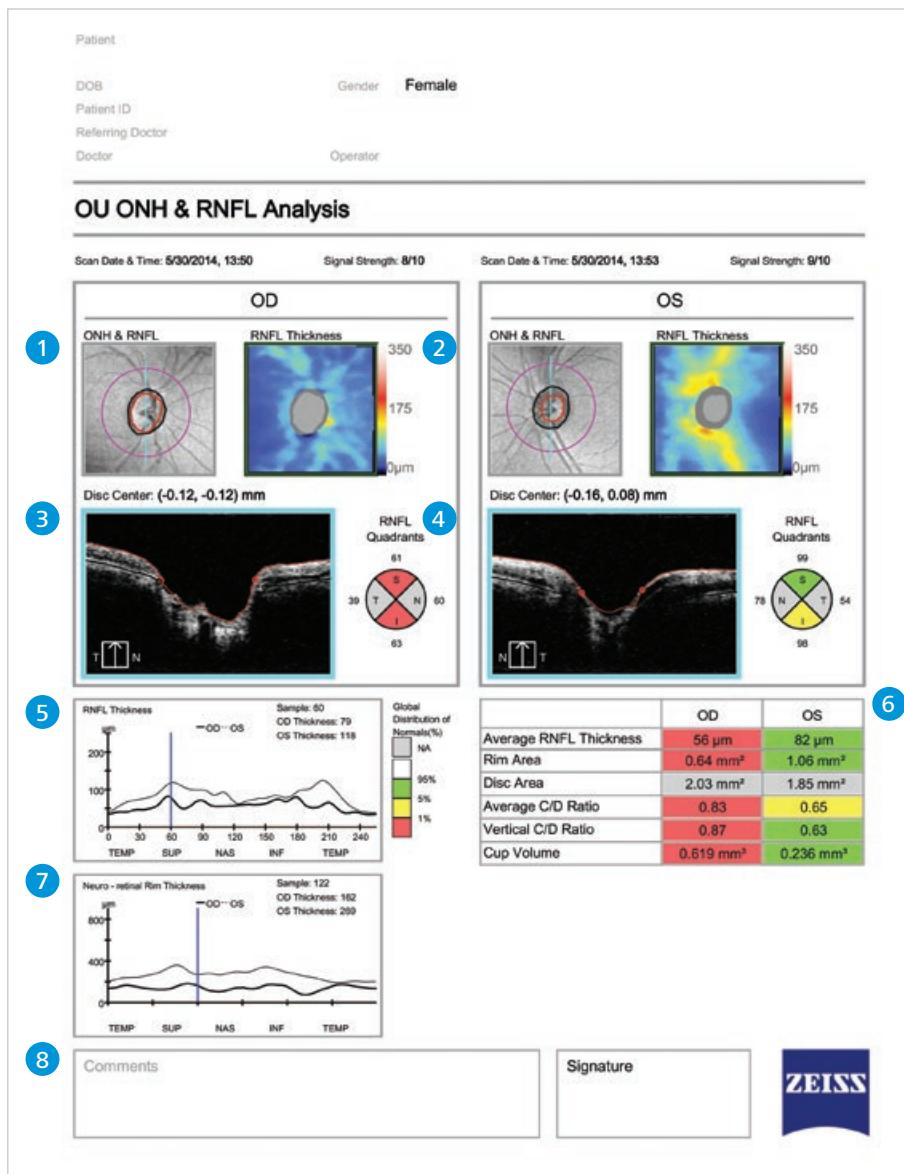 Patient
DOB Gender Female
Patient ID
Referring Doctor
Doctor Operator
OU ONH & RNFL Analysis
Scan Date & Time: 5/30/2014, 13:50 Signal Strength: 8/10 Scan Date & Time: 5/30/2014, 13:53 Signal Strength: 9/10
OD OS
1 ONH & RNFL RNFL Thickness 2 ONH & RNFL RNFL Thickness
350 350
175 175
0µm 0µm
Disc Center: (-0.12, -0.12) mm Disc Center: (-0.16, 0.08) mm
3 RNFL 4 RNFL
Quadrants Quadrants
61 99
S S
39 T N 60 78 N T 54
I I
63 98
T N N T
5 RNFL Thickness Sample: 60 Global 6
µm —OD ···OS OD Thickness: 79 Distribution of
OS Thickness: 118 Normals(%)
200 NA
100 95%
0 5%
1%
0 30 60 90 120 150 180 210 240
TEMP SUP NAS INF TEMP
OD OS
Average RNFL Thickness 56 µm 82 µm
Rim Area 0.64 mm² 1.06 mm²
Disc Area 2.03 mm² 1.85 mm²
Average C/D Ratio 0.83 0.65
Vertical C/D Ratio 0.87 0.63
Cup Volume 0.619 mm³ 0.236 mm³
7 Neuro - retinal Rim Thickness Sample: 122
µm —OD ···OS OD Thickness: 162
OS Thickness: 269
800
400
0
TEMP SUP NAS INF TEMP
8 Comments Signature
ZEISS